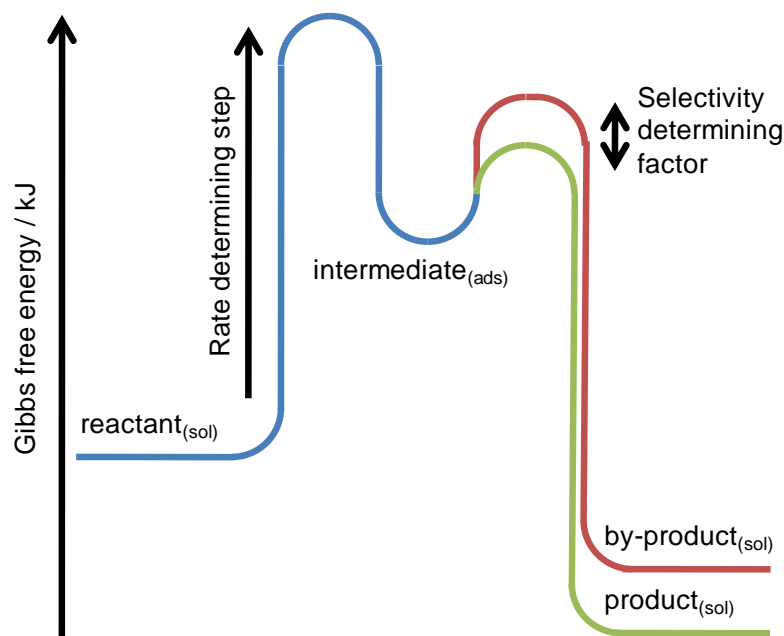 Gibbs free energy / kJ
Rate determining step
Selectivity
determining
factor
intermediate(ads)
reactant(sol)
by-product(sol)
product(sol)